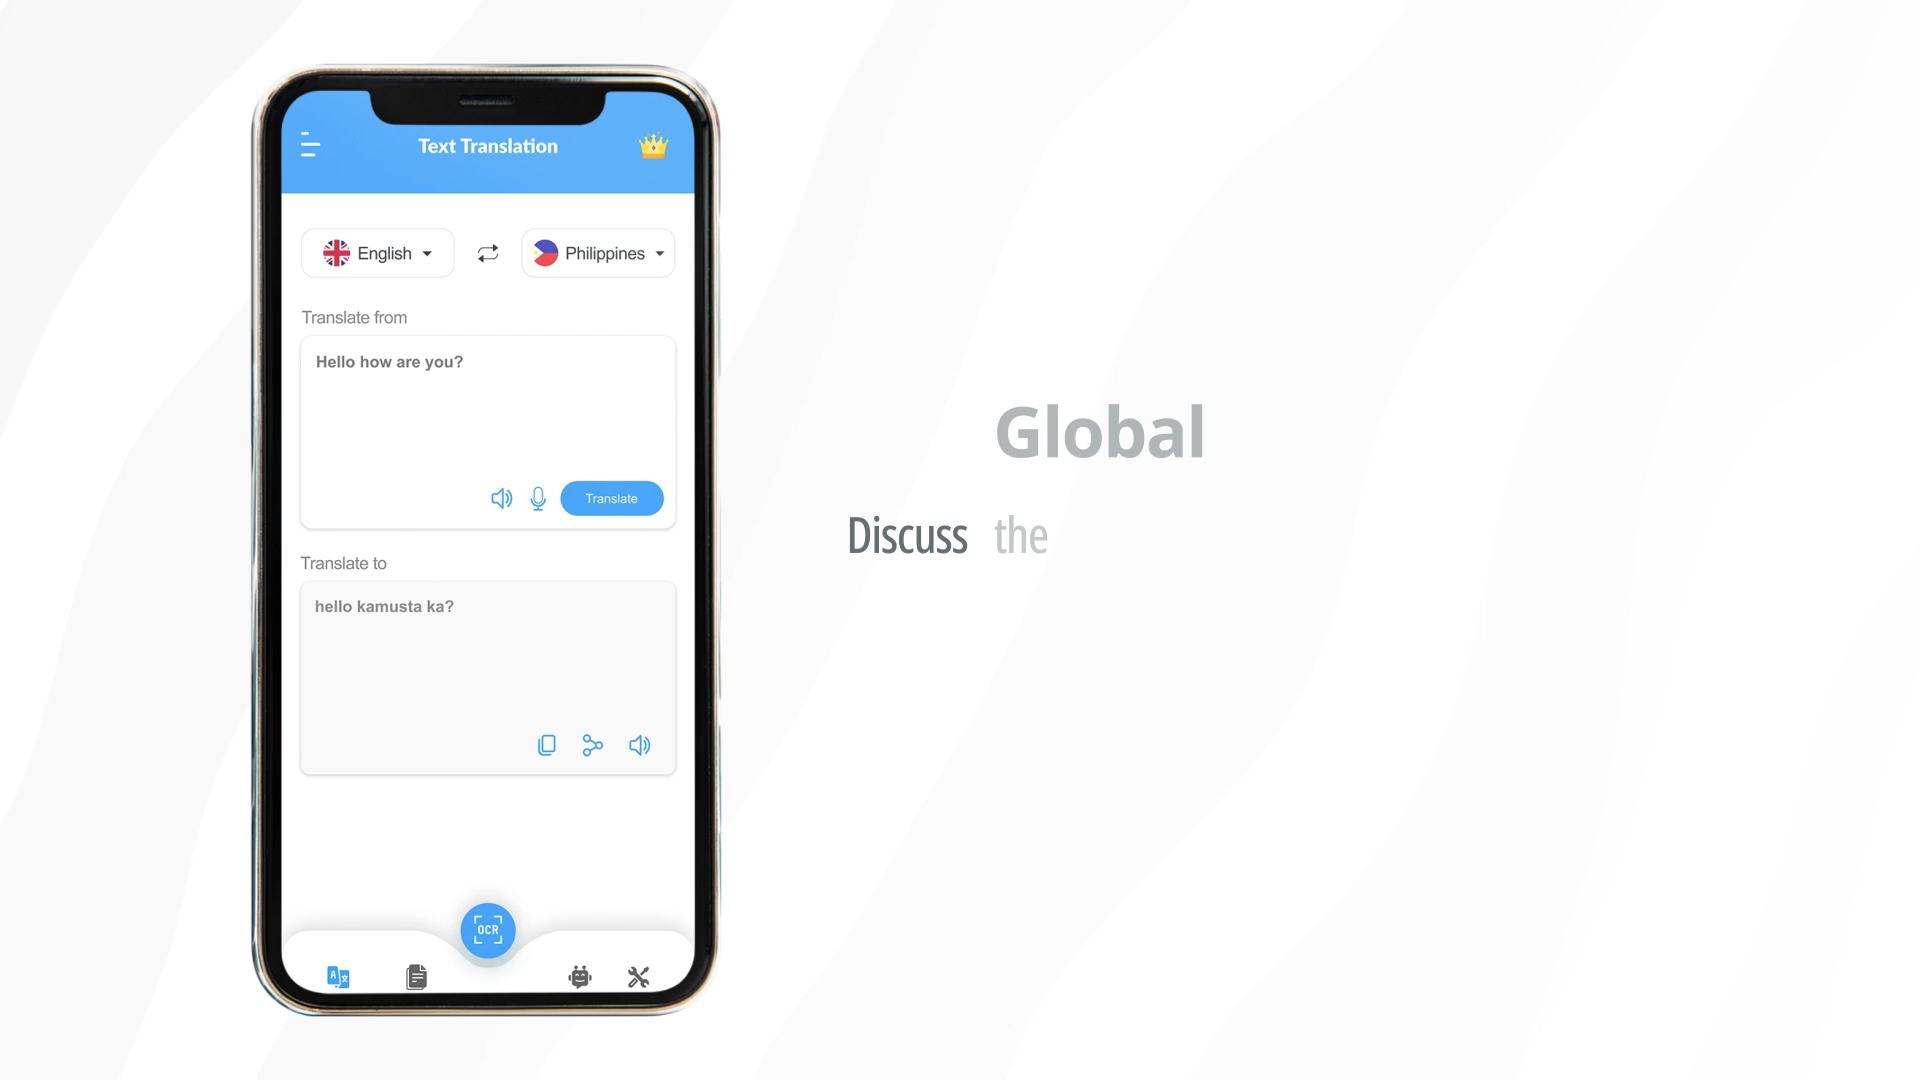 Text Translation
English
Philippines
Translate from
Hello how are you?
Translate
Translate to
hello kamusta ka?
OCR
Global
Discuss the